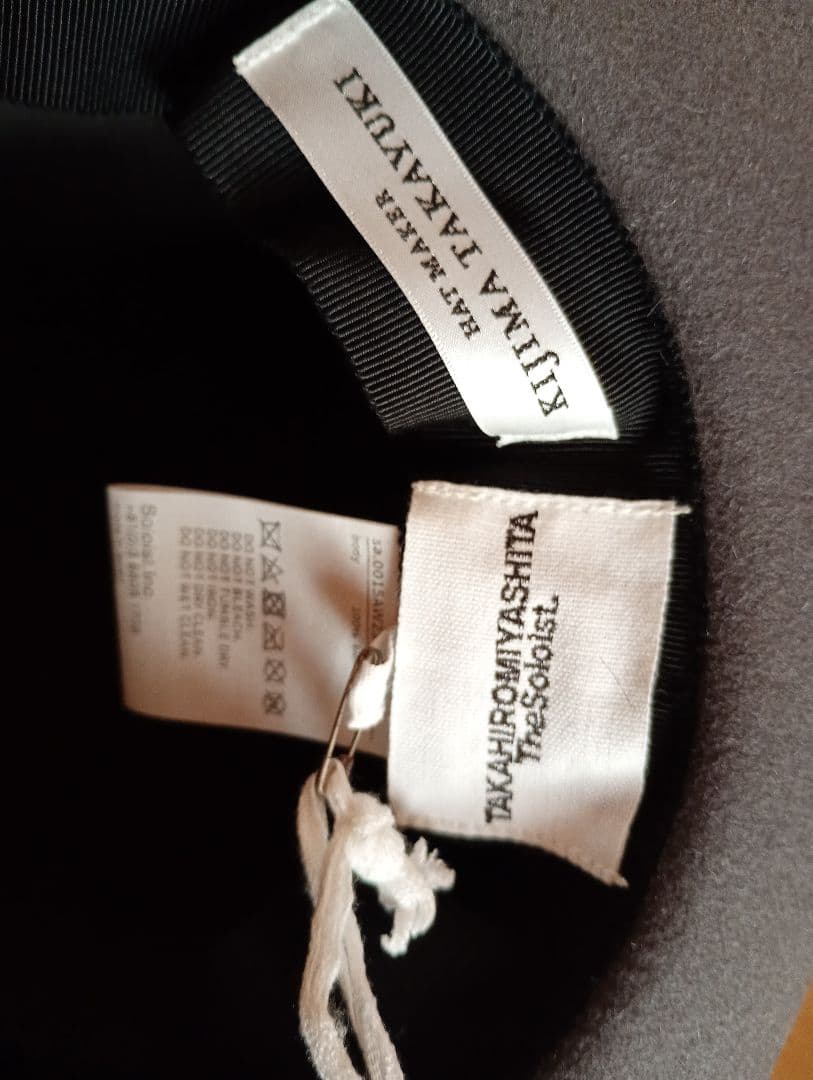 HAT MAKER
KIJIMA TAKAYUKI
TAKAHIROMIYASHITA
TheSoloist.
body
DO NOT WASH.
DO NOT BLEACH.
DO NOT TUMBLE DRY.
DO NOT IRON.
DO NOT DRY CLEAN.
DO NOT WET CLEAN.